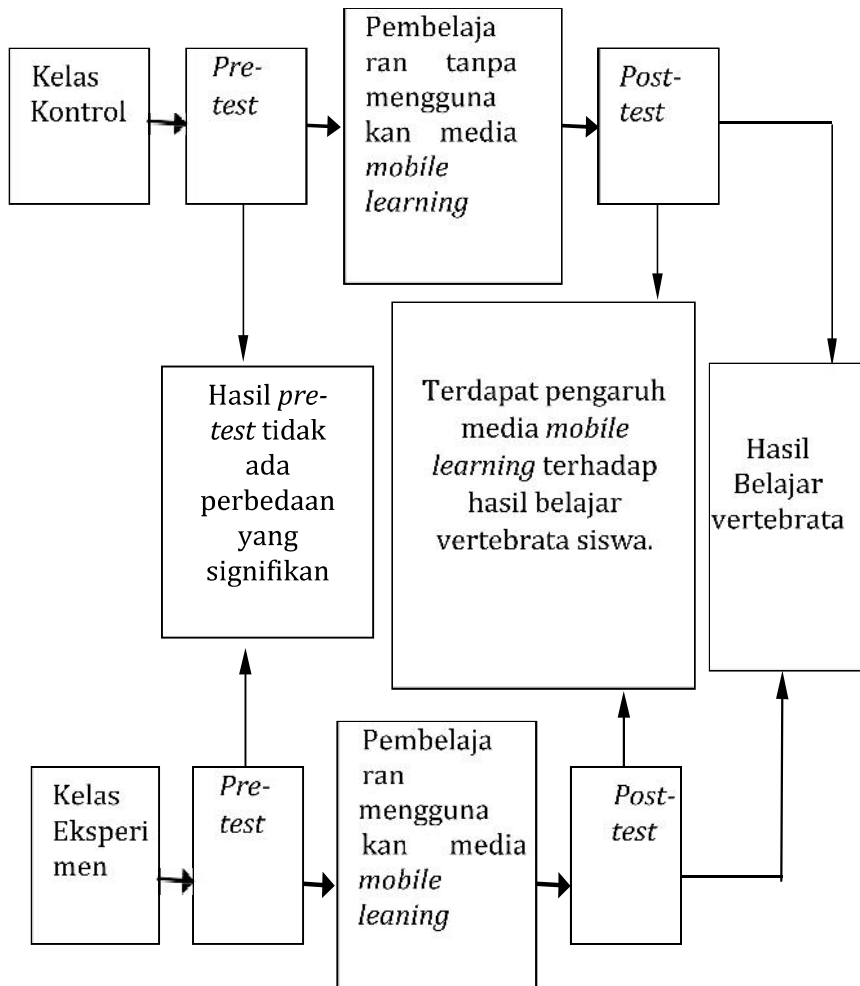 Kelas
Kontrol
Pre-
test
Pembelaja
ran tanpa
mengguna
kan media
mobile
learning
Post-
test
Hasil pre-
test tidak
ada
perbedaan
yang
signifikan
Terdapat pengaruh
media mobile
learning terhadap
hasil belajar
vertebrata siswa.
Hasil
Belajar
vertebrata
Kelas
Eksperi
men
Pre-
test
Pembelaja
ran
mengguna
kan media
mobile
leaning
Post-
test